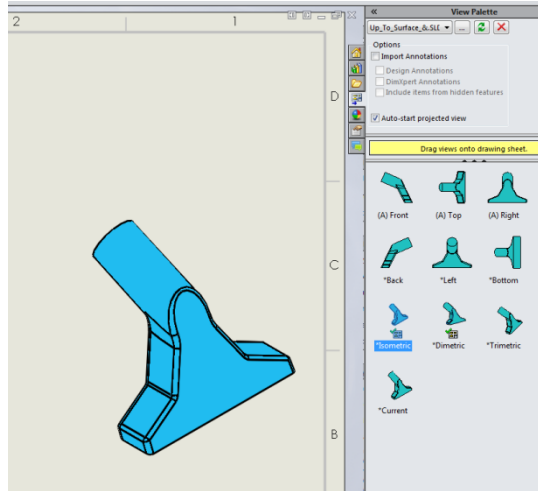 2
1
D
C
B
«
View Palette
Up_To_Surface_&.SLD
...
Options
Import Annotations
Design Annotations
DimXpert Annotations
Include items from hidden features
Auto-start projected view
Drag views onto drawing sheet.
(A) Front
(A) Top
(A) Right
*Back
*Left
*Bottom
*Isometric
*Dimetric
*Trimetric
*Current